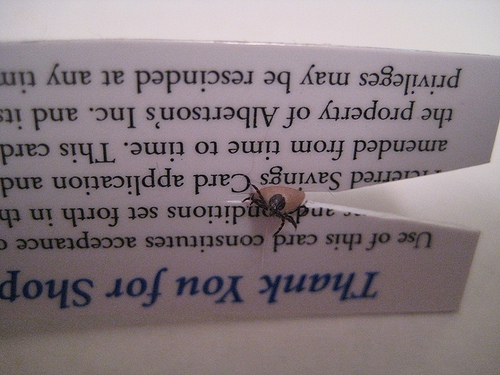 Thank You for Shop
Use of this card constitutes acceptance o
and conditions set forth in th
Savings Card application and
amended from time to time. This card
the property of Albertson's Inc. and its
privileges may be rescinded at any tim